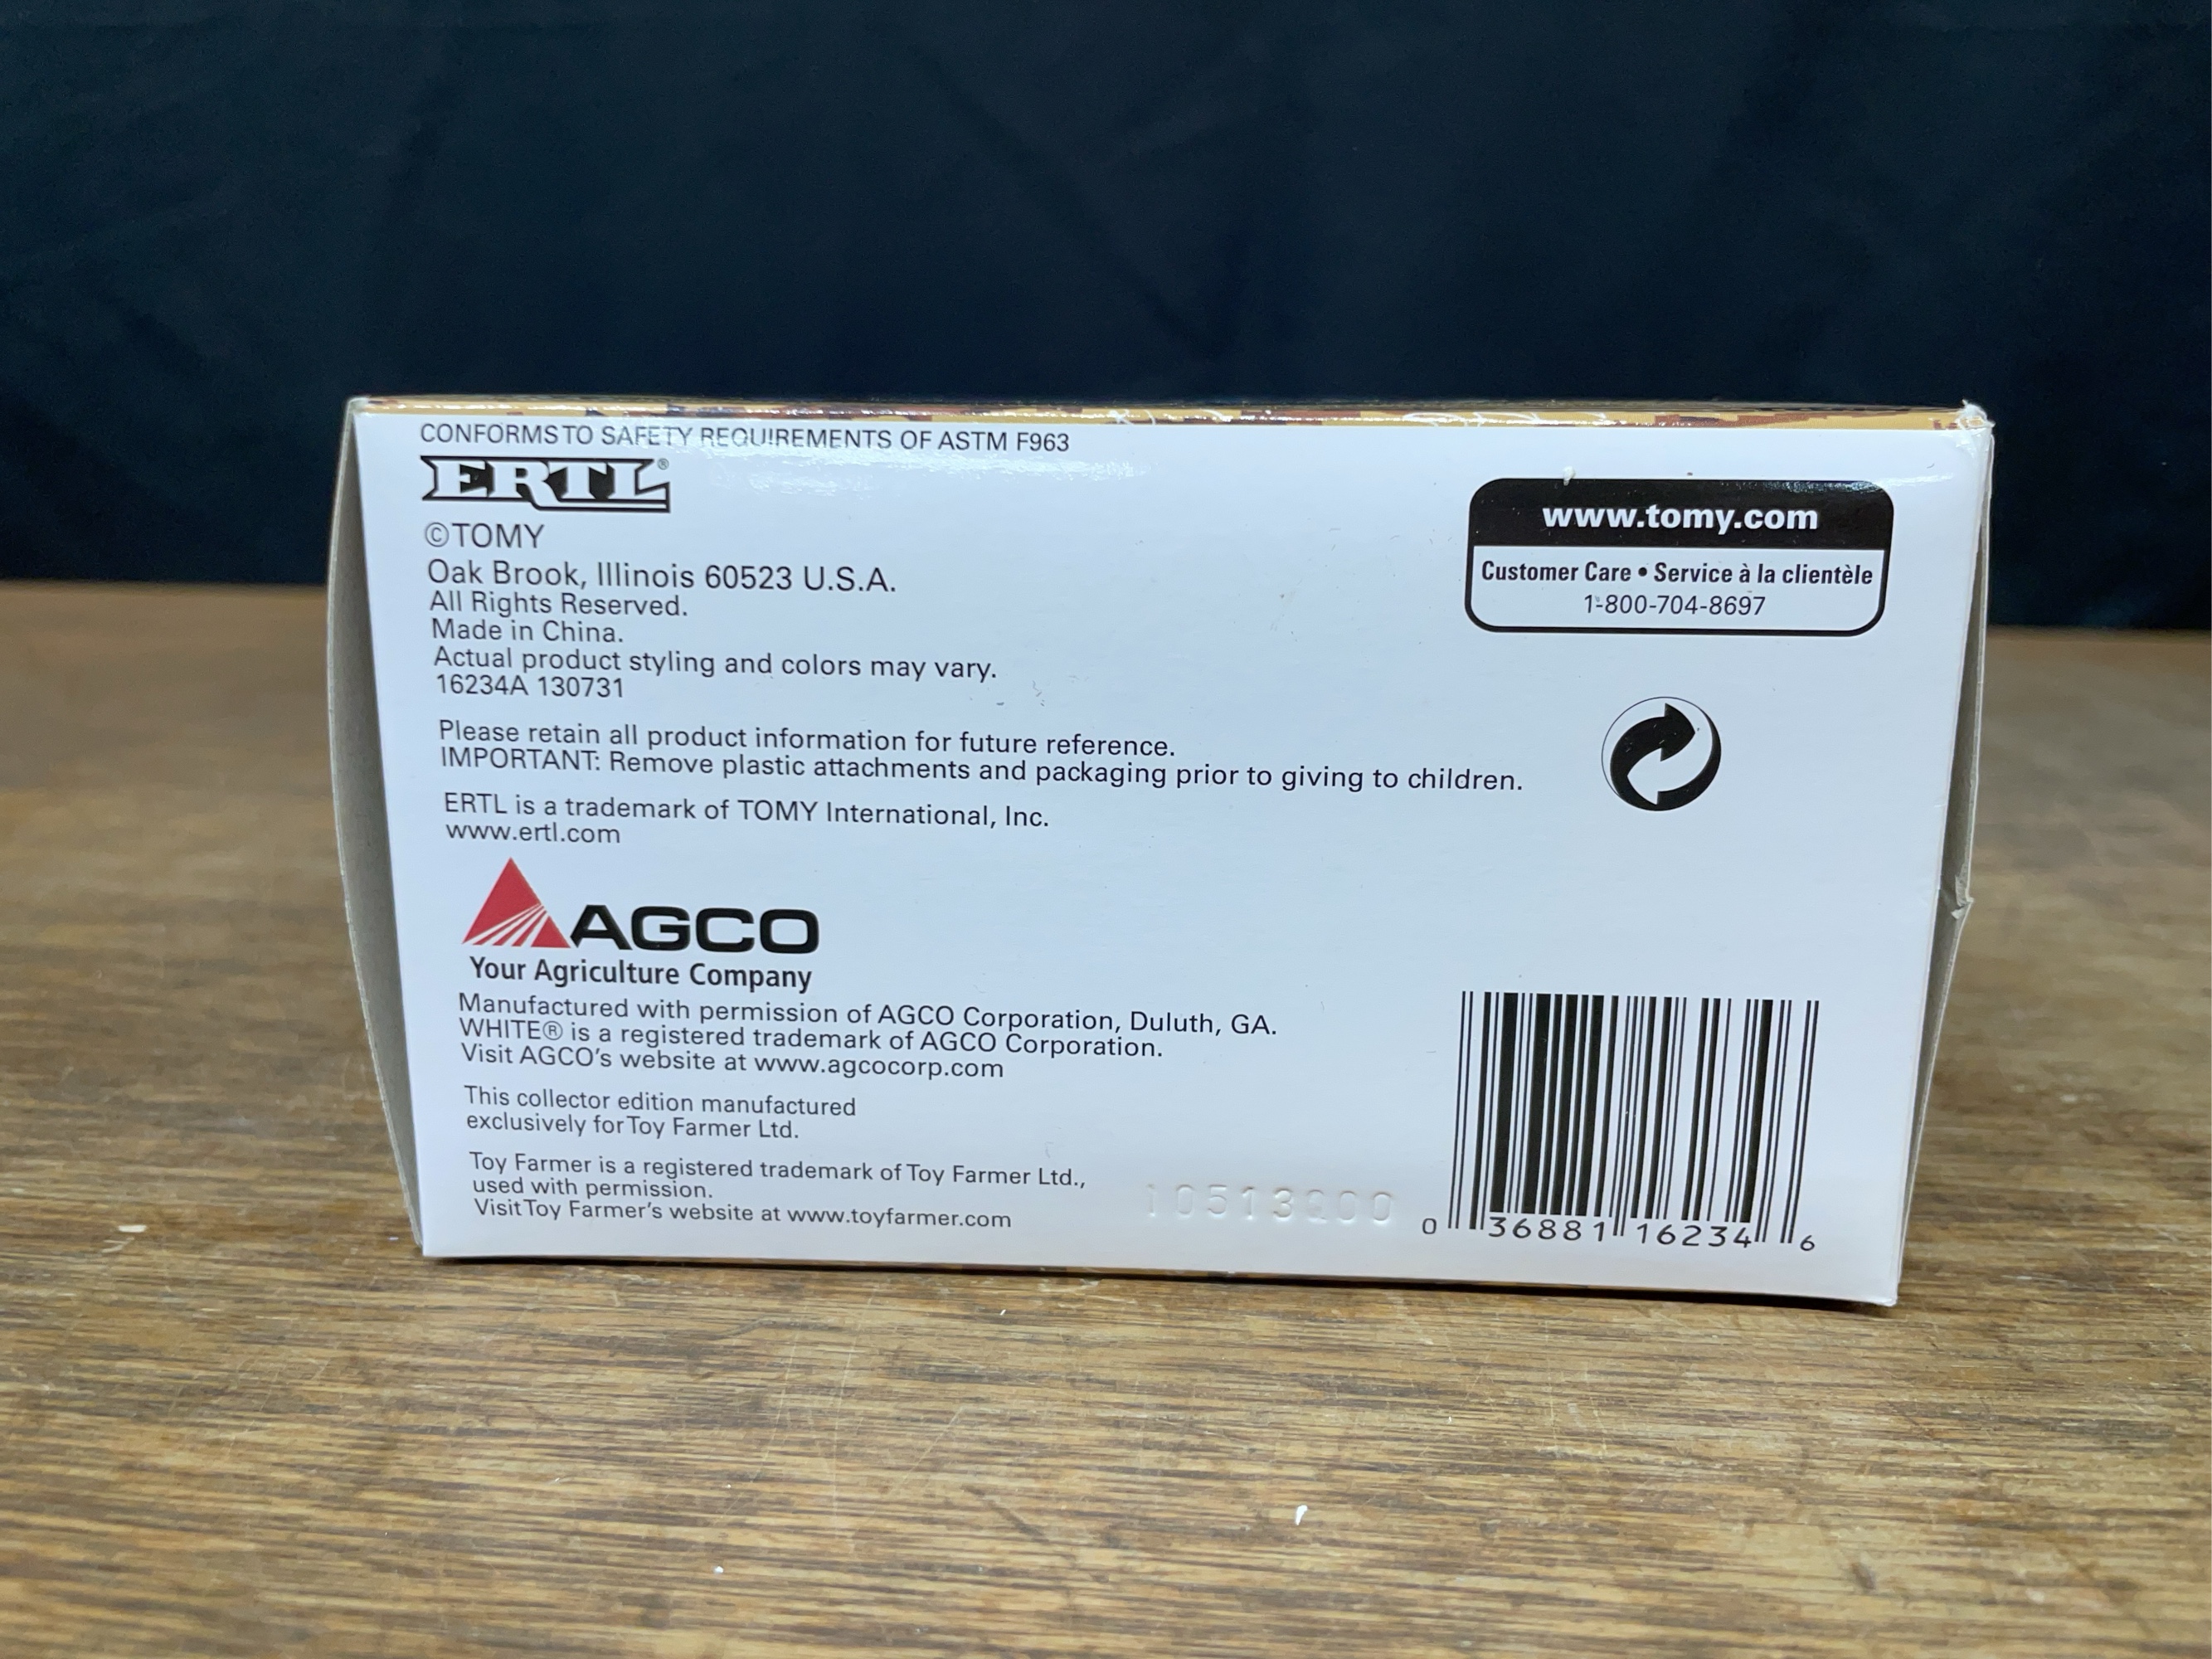 CONFORMS TO SAFETY REQUIREMENTS OF ASTM F963
ERTL®
©TOMY
Oak Brook, Illinois 60523 U.S.A.
All Rights Reserved.
Made in China.
Actual product styling and colors may vary.
16234A 130731
Please retain all product information for future reference.
IMPORTANT: Remove plastic attachments and packaging prior to giving to children.
ERTL is a trademark of TOMY International, Inc.
www.ertl.com
AGCO
Your Agriculture Company
Manufactured with permission of AGCO Corporation, Duluth, GA.
WHITE® is a registered trademark of AGCO Corporation.
Visit AGCO's website at www.agcocorp.com
This collector edition manufactured
exclusively for Toy Farmer Ltd.
Toy Farmer is a registered trademark of Toy Farmer Ltd.,
used with permission.
Visit Toy Farmer's website at www.toyfarmer.com
www.tomy.com
Customer Care • Service à la clientèle
1-800-704-8697
0 36881 16234 6